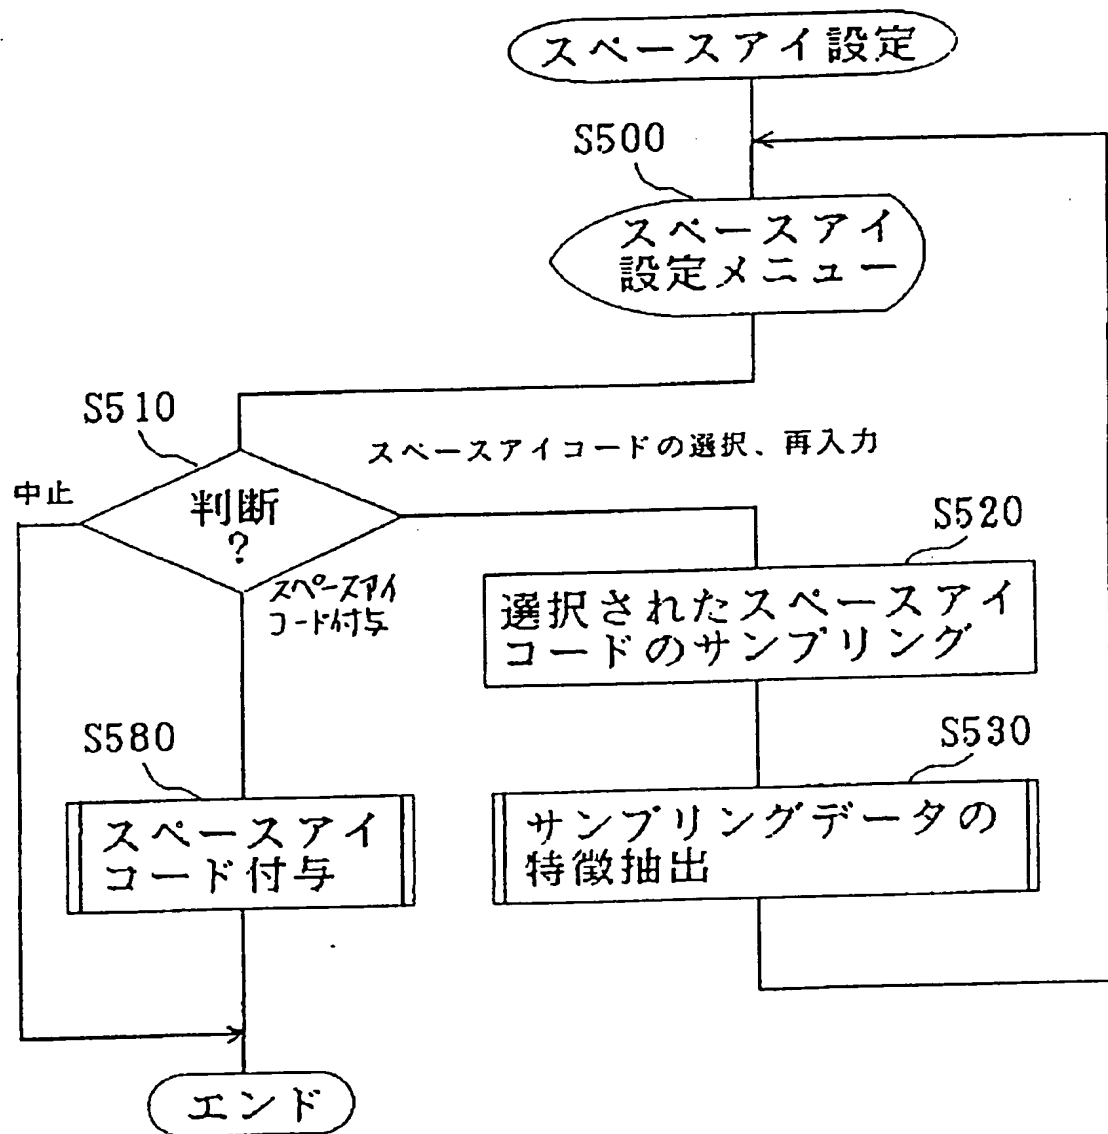 スペースアイ設定
S500
スペースアイ
設定メニュー
S510
スペースアイコードの選択、再入力
中止
判断
?
スペースアイ
コード付与
S520
選択されたスペースアイ
コードのサンプリング
S580
スペースアイ
コード付与
S530
サンプリングデータの
特徴抽出
エンド